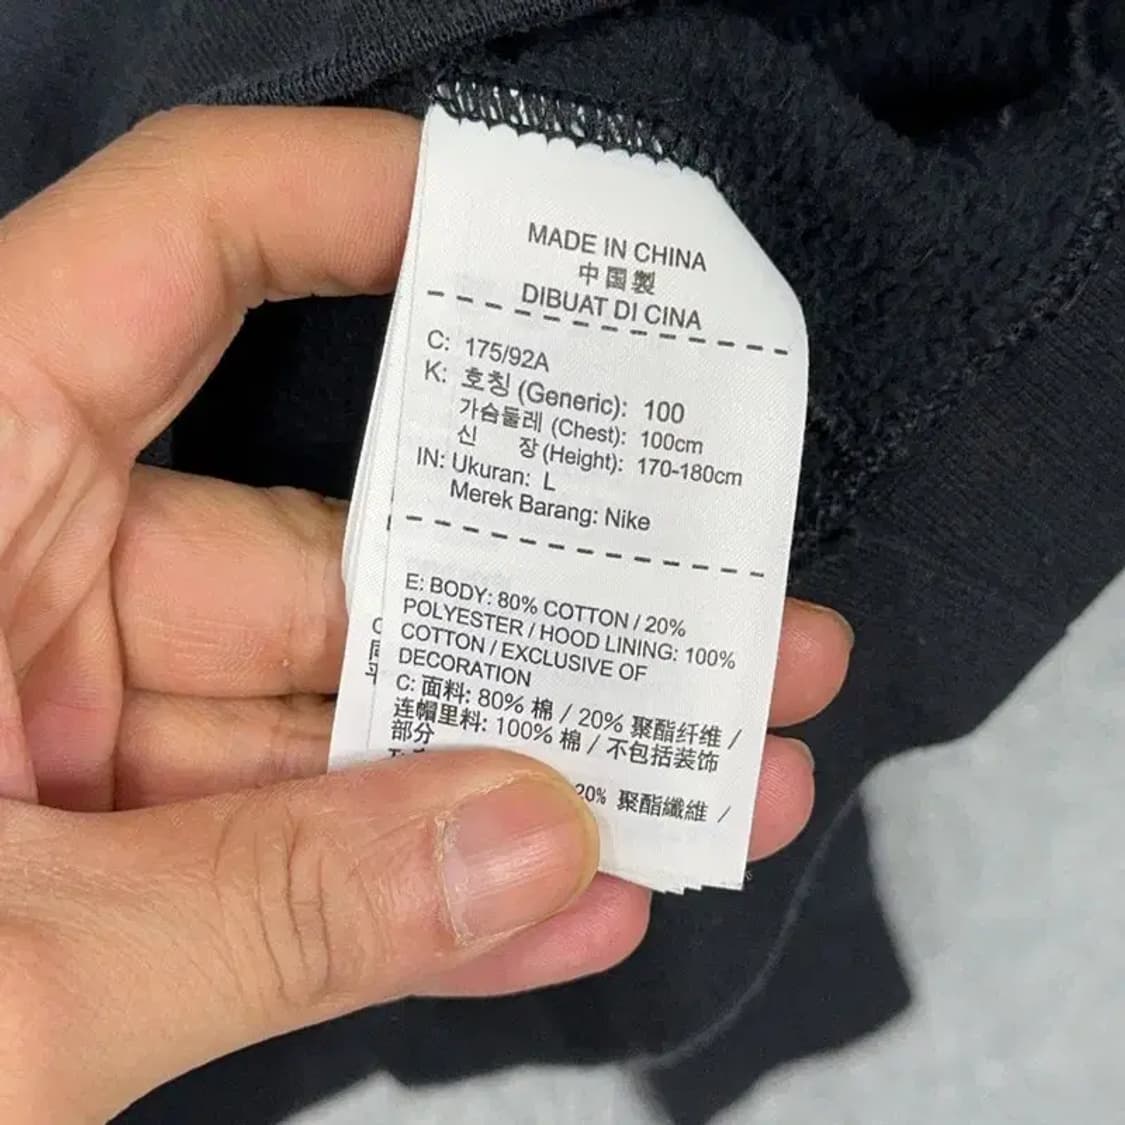 MADE IN CHINA
中国製
DIBUAT DI CINA
C: 175/92A
K: 호칭 (Generic): 100
가슴둘레 (Chest): 100cm
신 장 (Height): 170-180cm
IN: Ukuran: L
Merek Barang: Nike
E: BODY: 80% COTTON / 20%
POLYESTER / HOOD LINING: 100%
COTTON / EXCLUSIVE OF
DECORATION
C: 面料: 80% 棉 / 20% 聚酯纤维 /
连帽里料: 100% 棉 / 不包括装饰
部分
20% 聚酯纖維 /